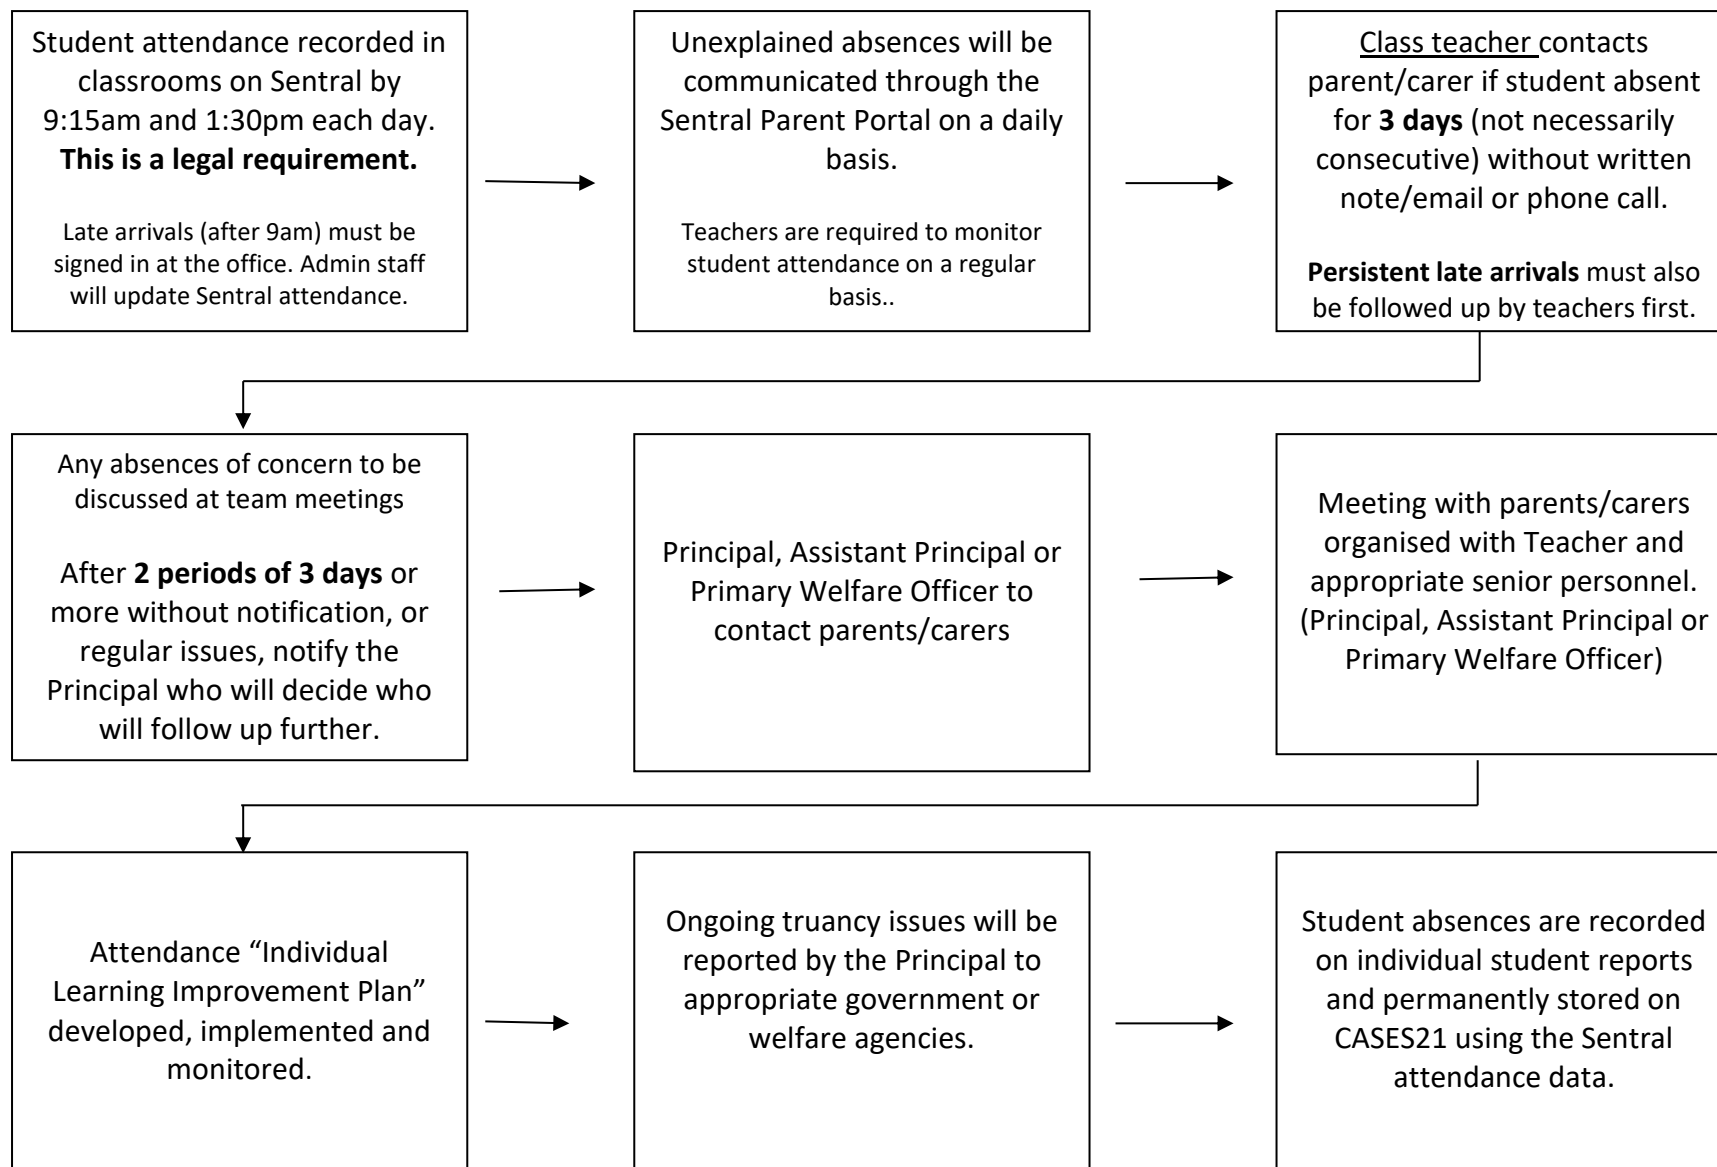 Student attendance recorded in
classrooms on Sentral by
9:15am and 1:30pm each day.
This is a legal requirement.
Late arrivals (after 9am) must be
signed in at the office. Admin staff
will update Sentral attendance.
Unexplained absences will be
communicated through the
Sentral Parent Portal on a daily
basis.
Teachers are required to monitor
student attendance on a regular
basis..
Class teacher contacts
parent/carer if student absent
for 3 days (not necessarily
consecutive) without written
note/email or phone call.
Persistent late arrivals must also
be followed up by teachers first.
Any absences of concern to be
discussed at team meetings
After 2 periods of 3 days or
more without notification, or
regular issues, notify the
Principal who will decide who
will follow up further.
Principal, Assistant Principal or
Primary Welfare Officer to
contact parents/carers
Meeting with parents/carers
organised with Teacher and
appropriate senior personnel.
(Principal, Assistant Principal or
Primary Welfare Officer)
Attendance “Individual
Learning Improvement Plan”
developed, implemented and
monitored.
Ongoing truancy issues will be
reported by the Principal to
appropriate government or
welfare agencies.
Student absences are recorded
on individual student reports
and permanently stored on
CASES21 using the Sentral
attendance data.